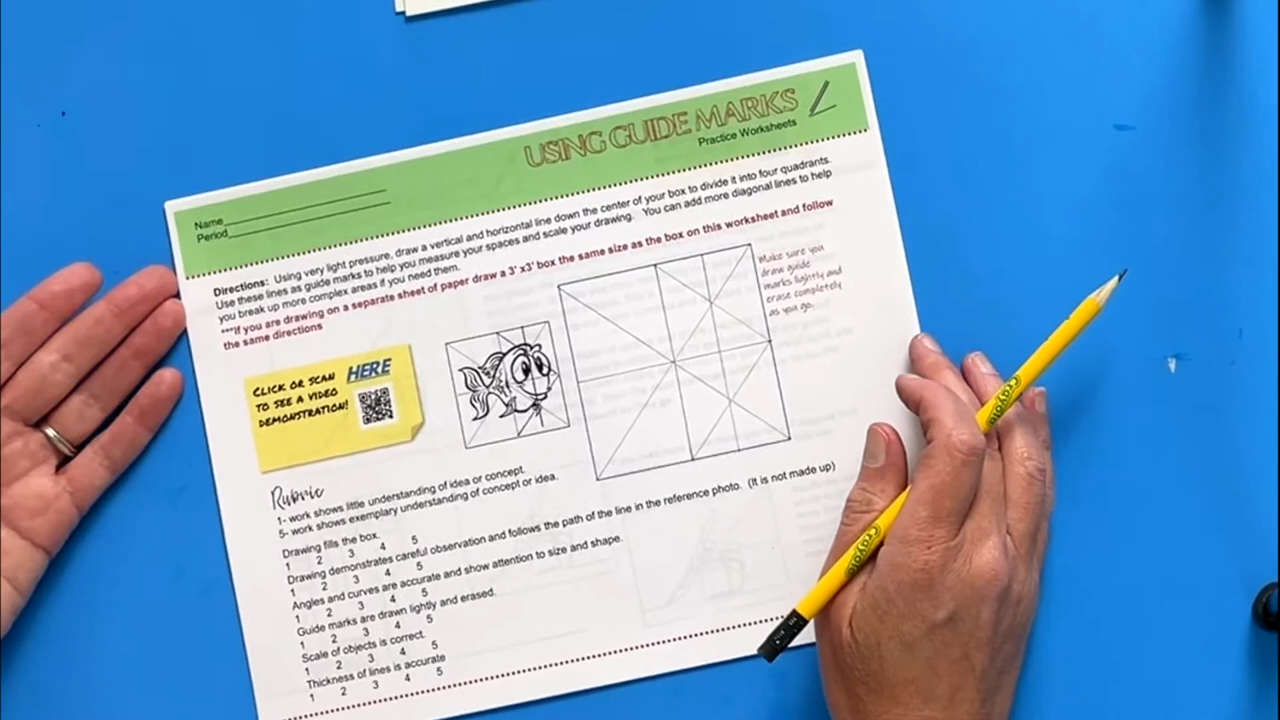 USING GUIDE MARKS
Practice Worksheets
Name
Period
Directions: Using very light pressure, draw a vertical and horizontal line down the center of your box to divide it into four quadrants.
Use these lines as guide marks to help you measure your spaces and scale your drawing. You can add more diagonal lines to help
you break up more complex areas if you need them.
***If you are drawing on a separate sheet of paper draw a 3' x3' box the same size as the box on this worksheet and follow
the same directions
Make sure you
draw guide
marks lightly and
erase completely
as you go.
CLICK OR SCAN HERE
TO SEE A VIDEO
DEMONSTRATION!
Rubric
1- work shows little understanding of idea or concept.
5- work shows exemplary understanding of concept or idea.
Drawing fills the box.
1 2 3 4 5
Drawing demonstrates careful observation and follows the path of the line in the reference photo. (It is not made up)
1 2 3 4 5
Angles and curves are accurate and show attention to size and shape.
1 2 3 4 5
Guide marks are drawn lightly and erased.
1 2 3 4 5
Scale of objects is correct.
1 2 3 4 5
Thickness of lines is accurate
1 2 3 4 5
Crayola
Crayola